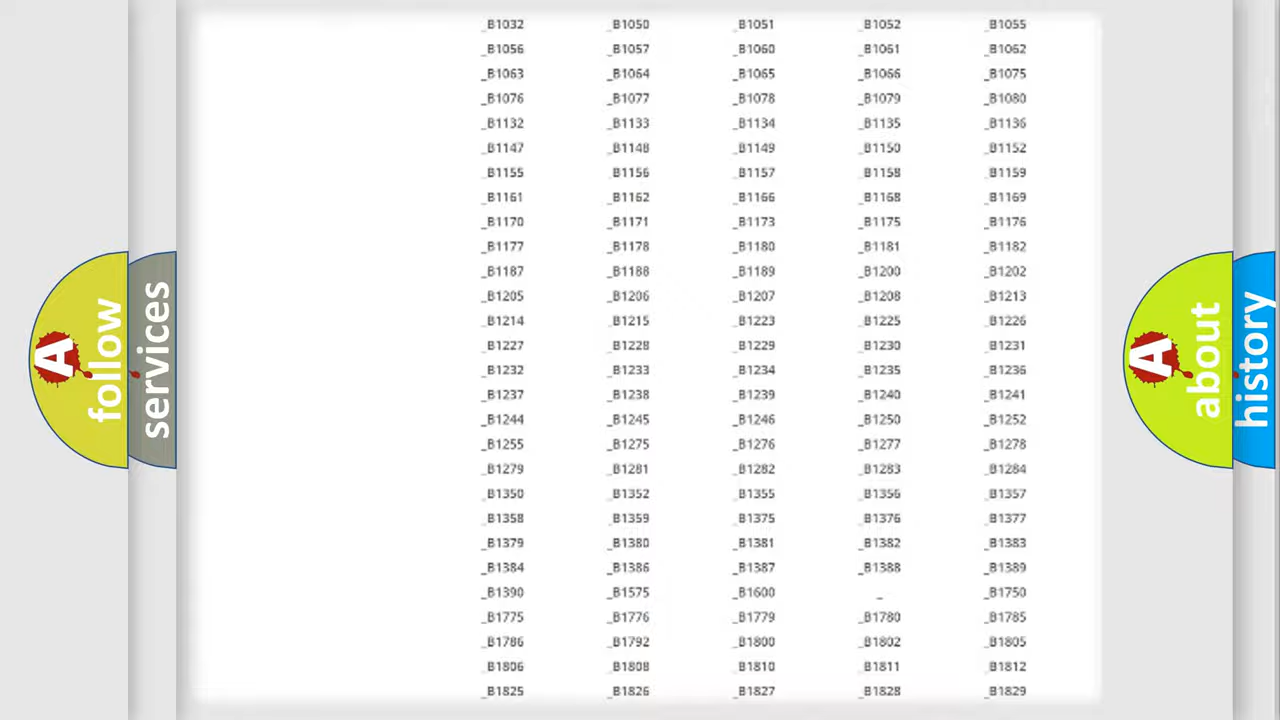 _B1032 _B1050 _B1051 _B1052 _B1055
_B1056 _B1057 _B1060 _B1061 _B1062
_B1063 _B1064 _B1065 _B1066 _B1075
_B1076 _B1077 _B1078 _B1079 _B1080
_B1132 _B1133 _B1134 _B1135 _B1136
_B1147 _B1148 _B1149 _B1150 _B1152
_B1155 _B1156 _B1157 _B1158 _B1159
_B1161 _B1162 _B1166 _B1168 _B1169
_B1170 _B1171 _B1173 _B1175 _B1176
_B1177 _B1178 _B1180 _B1181 _B1182
_B1187 _B1188 _B1189 _B1200 _B1202
_B1205 _B1206 _B1207 _B1208 _B1213
_B1214 _B1215 _B1223 _B1225 _B1226
_B1227 _B1228 _B1229 _B1230 _B1231
_B1232 _B1233 _B1234 _B1235 _B1236
_B1237 _B1238 _B1239 _B1240 _B1241
_B1244 _B1245 _B1246 _B1250 _B1252
_B1255 _B1275 _B1276 _B1277 _B1278
_B1279 _B1281 _B1282 _B1283 _B1284
_B1350 _B1352 _B1355 _B1356 _B1357
_B1358 _B1359 _B1375 _B1376 _B1377
_B1379 _B1380 _B1381 _B1382 _B1383
_B1384 _B1386 _B1387 _B1388 _B1389
_B1390 _B1575 _B1600 _ _B1750
_B1775 _B1776 _B1779 _B1780 _B1785
_B1786 _B1792 _B1800 _B1802 _B1805
_B1806 _B1808 _B1810 _B1811 _B1812
_B1825 _B1826 _B1827 _B1828 _B1829
A
follow
services
A
about
history